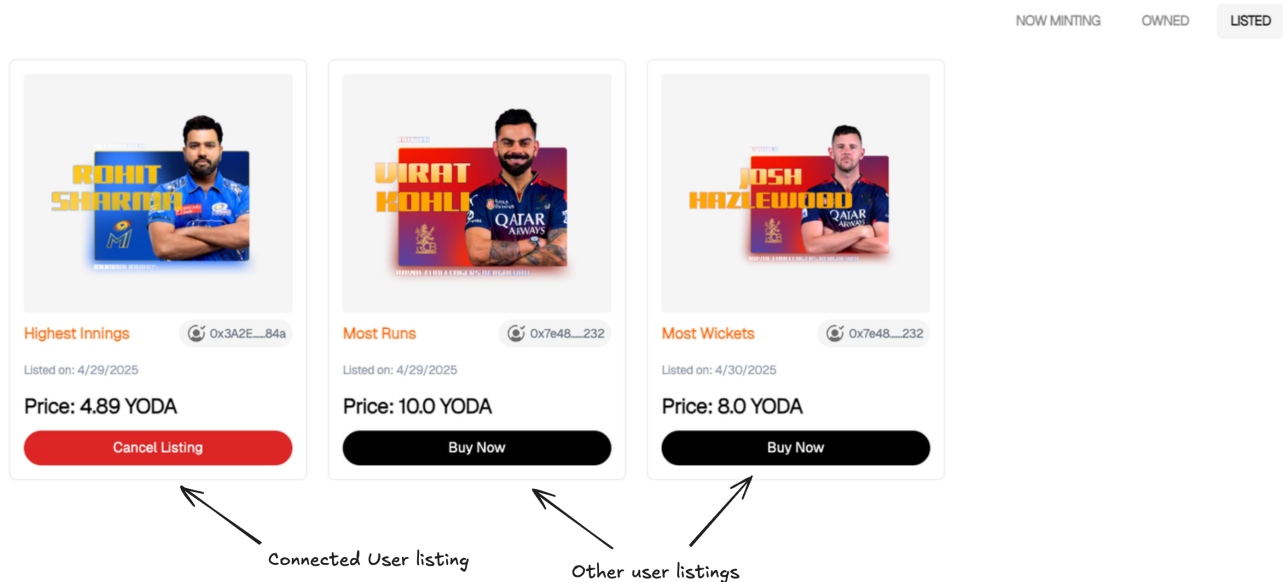 NOW MINTING OWNED LISTED
ROHIT
SHARMA
VIRAT
KOHLI
QATAR
AIRWAYS
JOSH
HAZLEWOOD
QATAR
AIRWAYS
Highest Innings 0x3A2E.....84a
Listed on: 4/29/2025
Price: 4.89 YODA
Cancel Listing
Most Runs 0x7e48.....232
Listed on: 4/29/2025
Price: 10.0 YODA
Buy Now
Most Wickets 0x7e48.....232
Listed on: 4/30/2025
Price: 8.0 YODA
Buy Now
Connected User listing
Other user listings